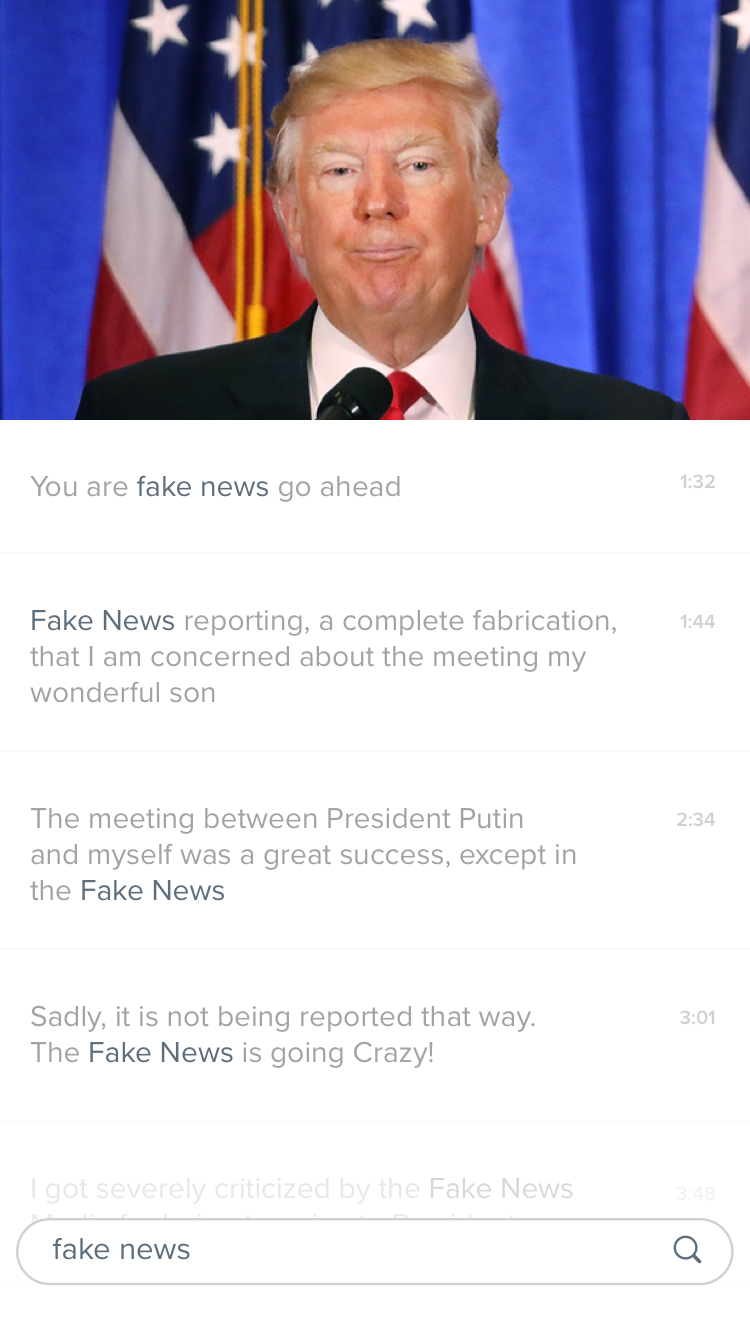 You are fake news go ahead
1:32
Fake News reporting, a complete fabrication,
1:44
that I am concerned about the meeting my
wonderful son
The meeting between President Putin
2:34
and myself was a great success, except in
the Fake News
Sadly, it is not being reported that way.
3:01
The Fake News is going Crazy!
I got severely criticized by the Fake News
3:48
fake news